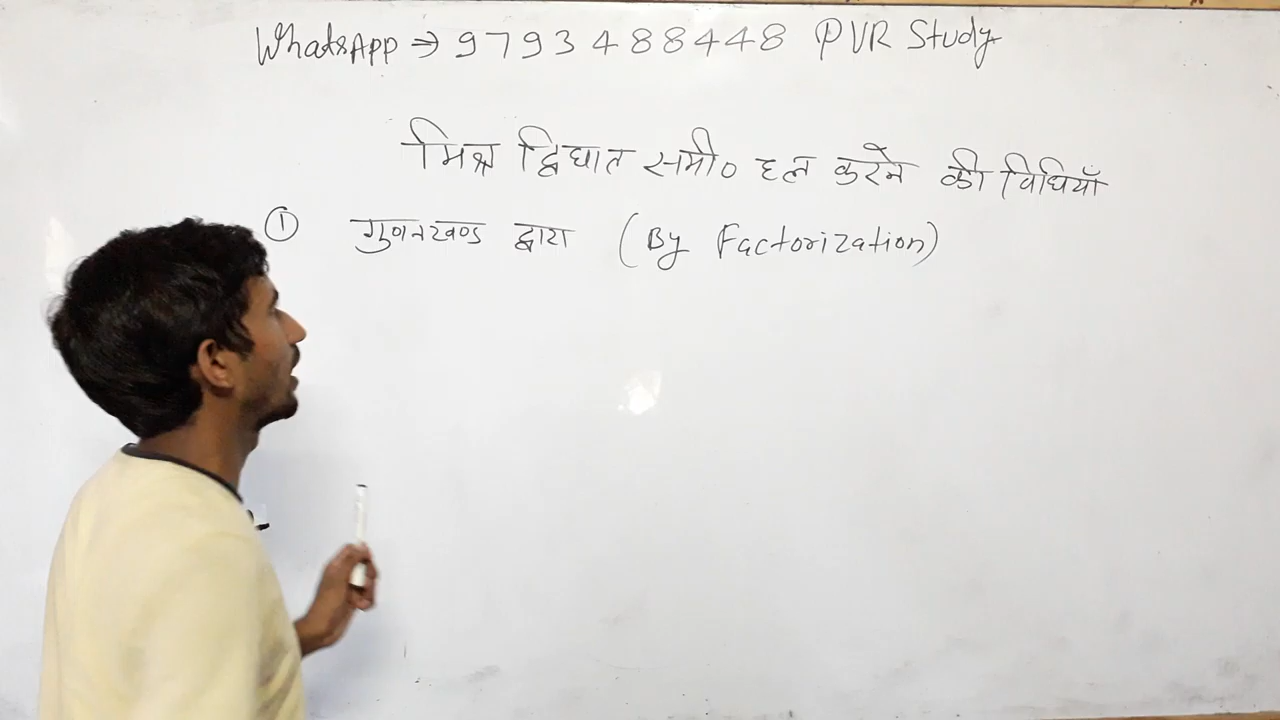 WhatsApp ⇒ 9793488448 PVR Study
मिश्र द्विघात समी० हल करने की विधियाँ
① गुणनखण्ड द्वारा (By Factorization)